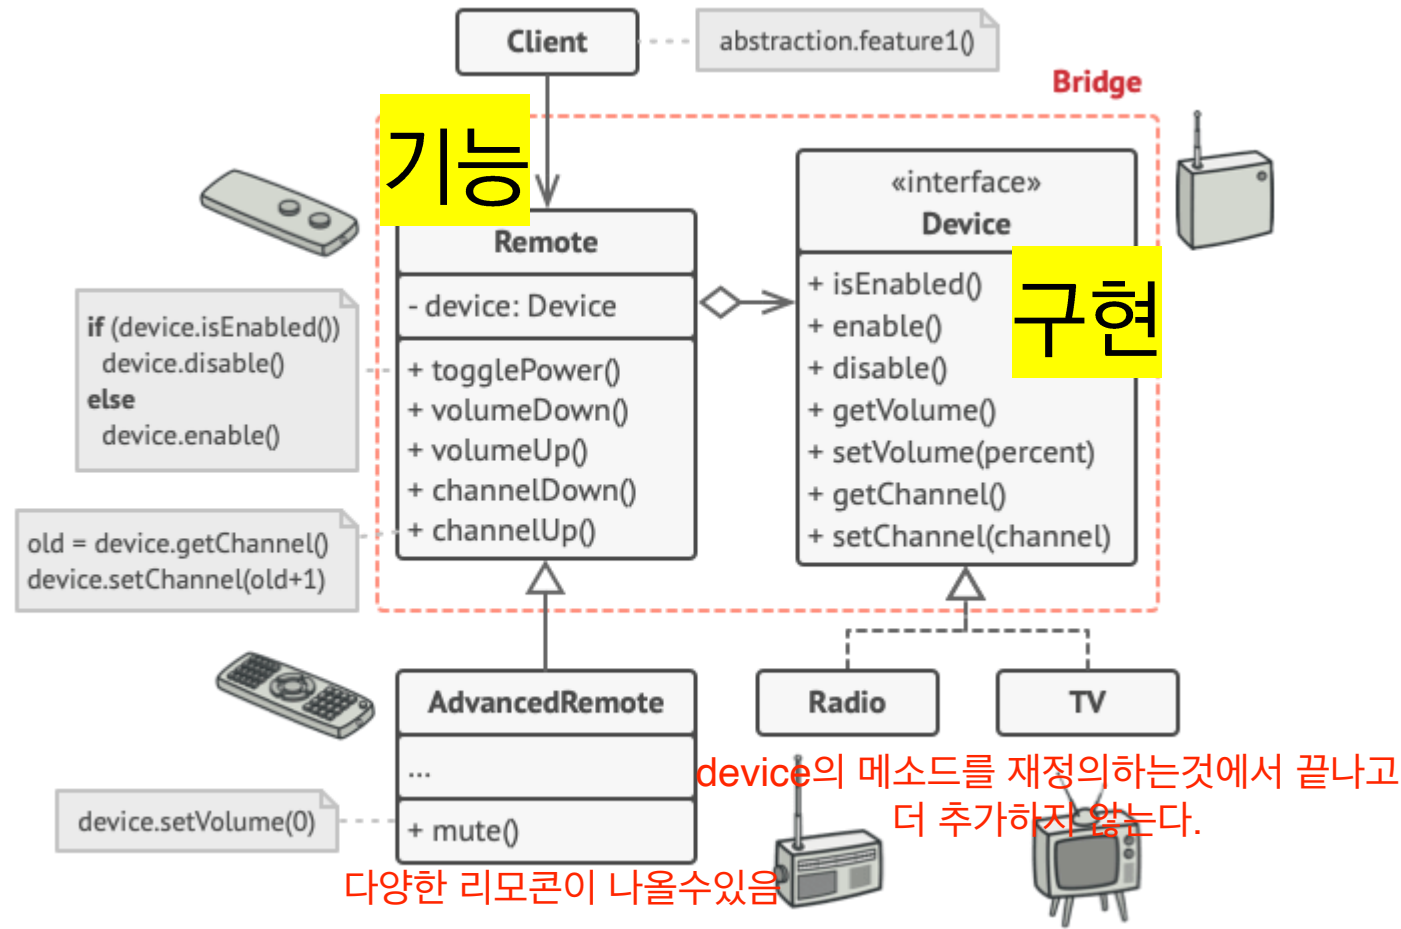 Client
abstraction.feature1()
Bridge
기능
Remote
- device: Device
+ togglePower()
+ volumeDown()
+ volumeUp()
+ channelDown()
+ channelUp()
«interface»
Device
구현
+ isEnabled()
+ enable()
+ disable()
+ getVolume()
+ setVolume(percent)
+ getChannel()
+ setChannel(channel)
if (device.isEnabled())
device.disable()
else
device.enable()
old = device.getChannel()
device.setChannel(old+1)
AdvancedRemote
...
+ mute()
device.setVolume(0)
다양한 리모콘이 나올수있음
Radio
TV
device의 메소드를 재정의하는것에서 끝나고
더 추가하지 않는다.